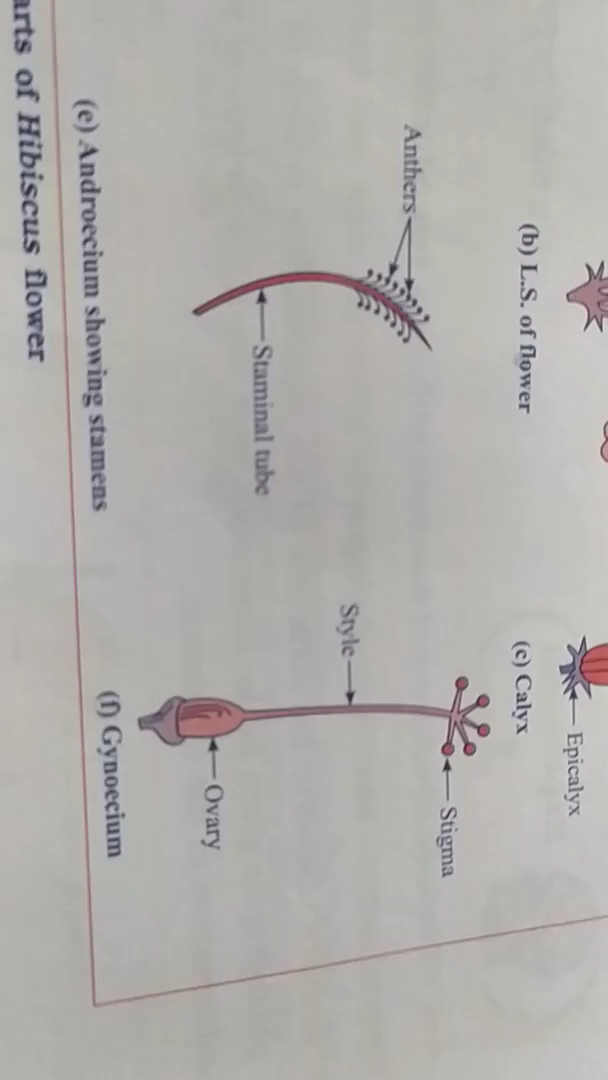 (b) L.S. of flower
Epicalyx
(c) Calyx
Anthers
Staminal tube
(e) Androecium showing stamens
Style
Stigma
Ovary
(f) Gynoecium
arts of Hibiscus flower